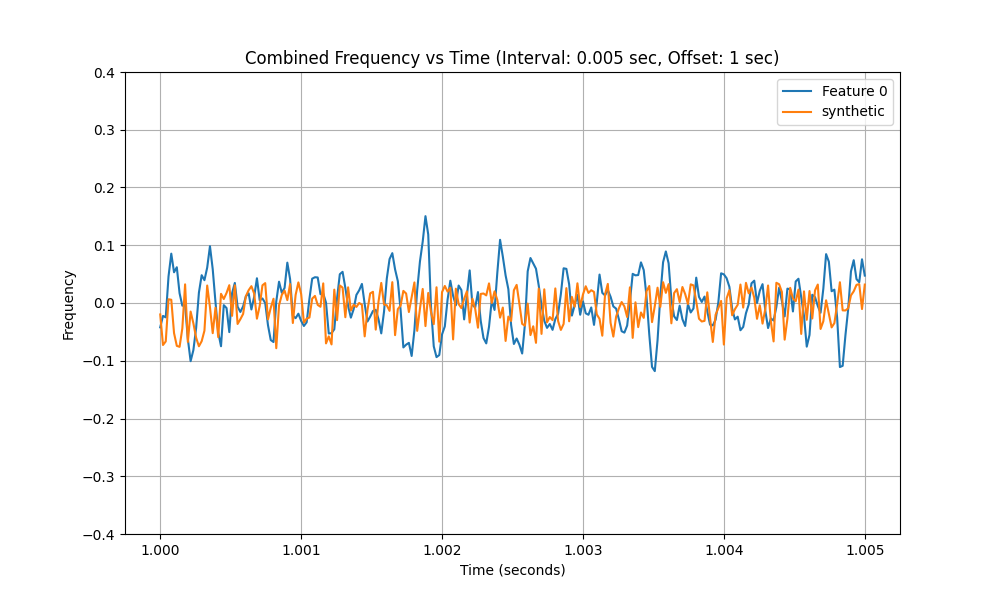 Combined Frequency vs Time (Interval: 0.005 sec, Offset: 1 sec)
Feature 0
synthetic
Frequency
0.4
0.3
0.2
0.1
0.0
−0.1
−0.2
−0.3
−0.4
1.000 1.001 1.002 1.003 1.004 1.005
Time (seconds)